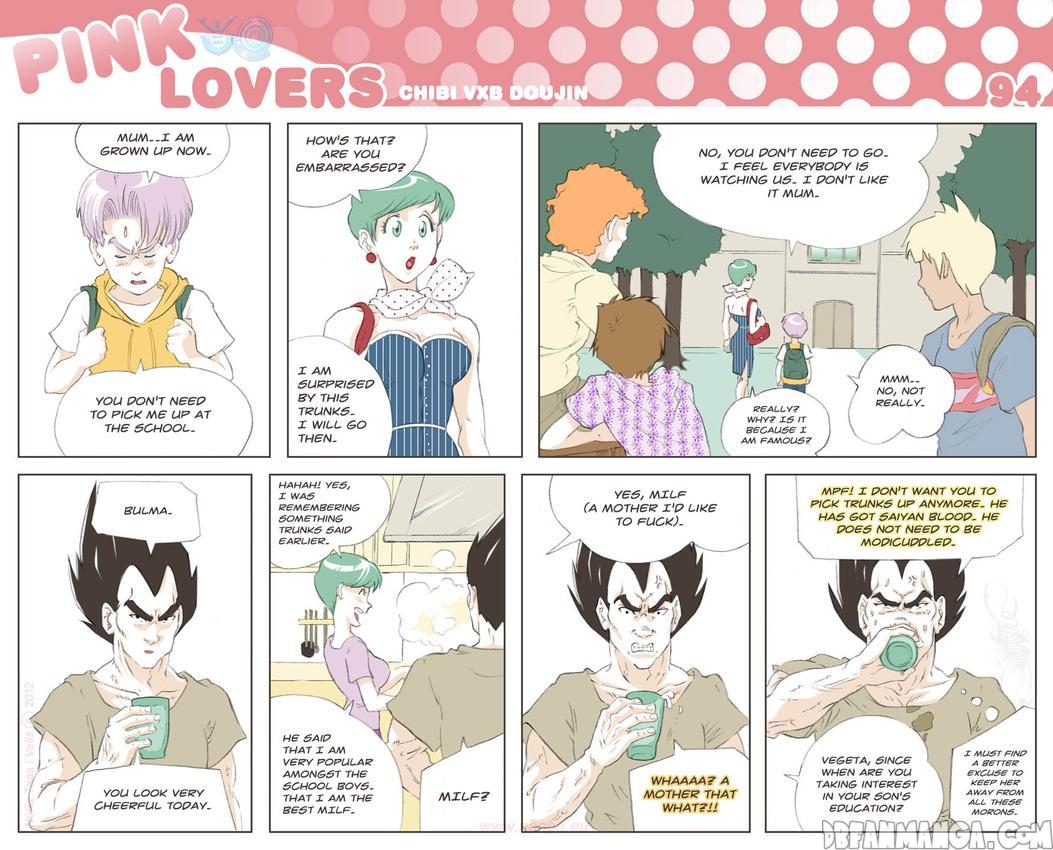 PINK
LOVERS
CHIBI VXB DOUJIN
94
MUM... I AM
GROWN UP NOW.
YOU DON'T NEED
TO PICK ME UP AT
THE SCHOOL.
HOW'S THAT?
ARE YOU
EMBARRASSED?
I AM
SURPRISED
BY THIS
TRUNKS.
I WILL GO
THEN.
NO, YOU DON'T NEED TO GO.
I FEEL EVERYBODY IS
WATCHING US. I DON'T LIKE
IT MUM.
REALLY?
WHY? IS IT
BECAUSE I
AM FAMOUS?
MMM...
NO, NOT
REALLY.
BULMA.
YOU LOOK VERY
CHEERFUL TODAY.
HAHAH! YES,
I WAS
REMEMBERING
SOMETHING
TRUNKS SAID
EARLIER.
HE SAID
THAT I AM
VERY POPULAR
AMONGST THE
SCHOOL BOYS.
THAT I AM THE
BEST MILF.
MILF?
YES, MILF
(A MOTHER I'D LIKE
TO FUCK).
WHAAAA? A
MOTHER THAT
WHAT?!!
MPF! I DON'T WANT YOU TO
PICK TRUNKS UP ANYMORE. HE
HAS GOT SAIYAN BLOOD. HE
DOES NOT NEED TO BE
MODICUDDLED.
VEGETA, SINCE
WHEN ARE YOU
TAKING INTEREST
IN YOUR SON'S
EDUCATION?
I MUST FIND
A BETTER
EXCUSE TO
KEEP HER
AWAY FROM
ALL THESE
MORONS.
DBFANMANGA.COM